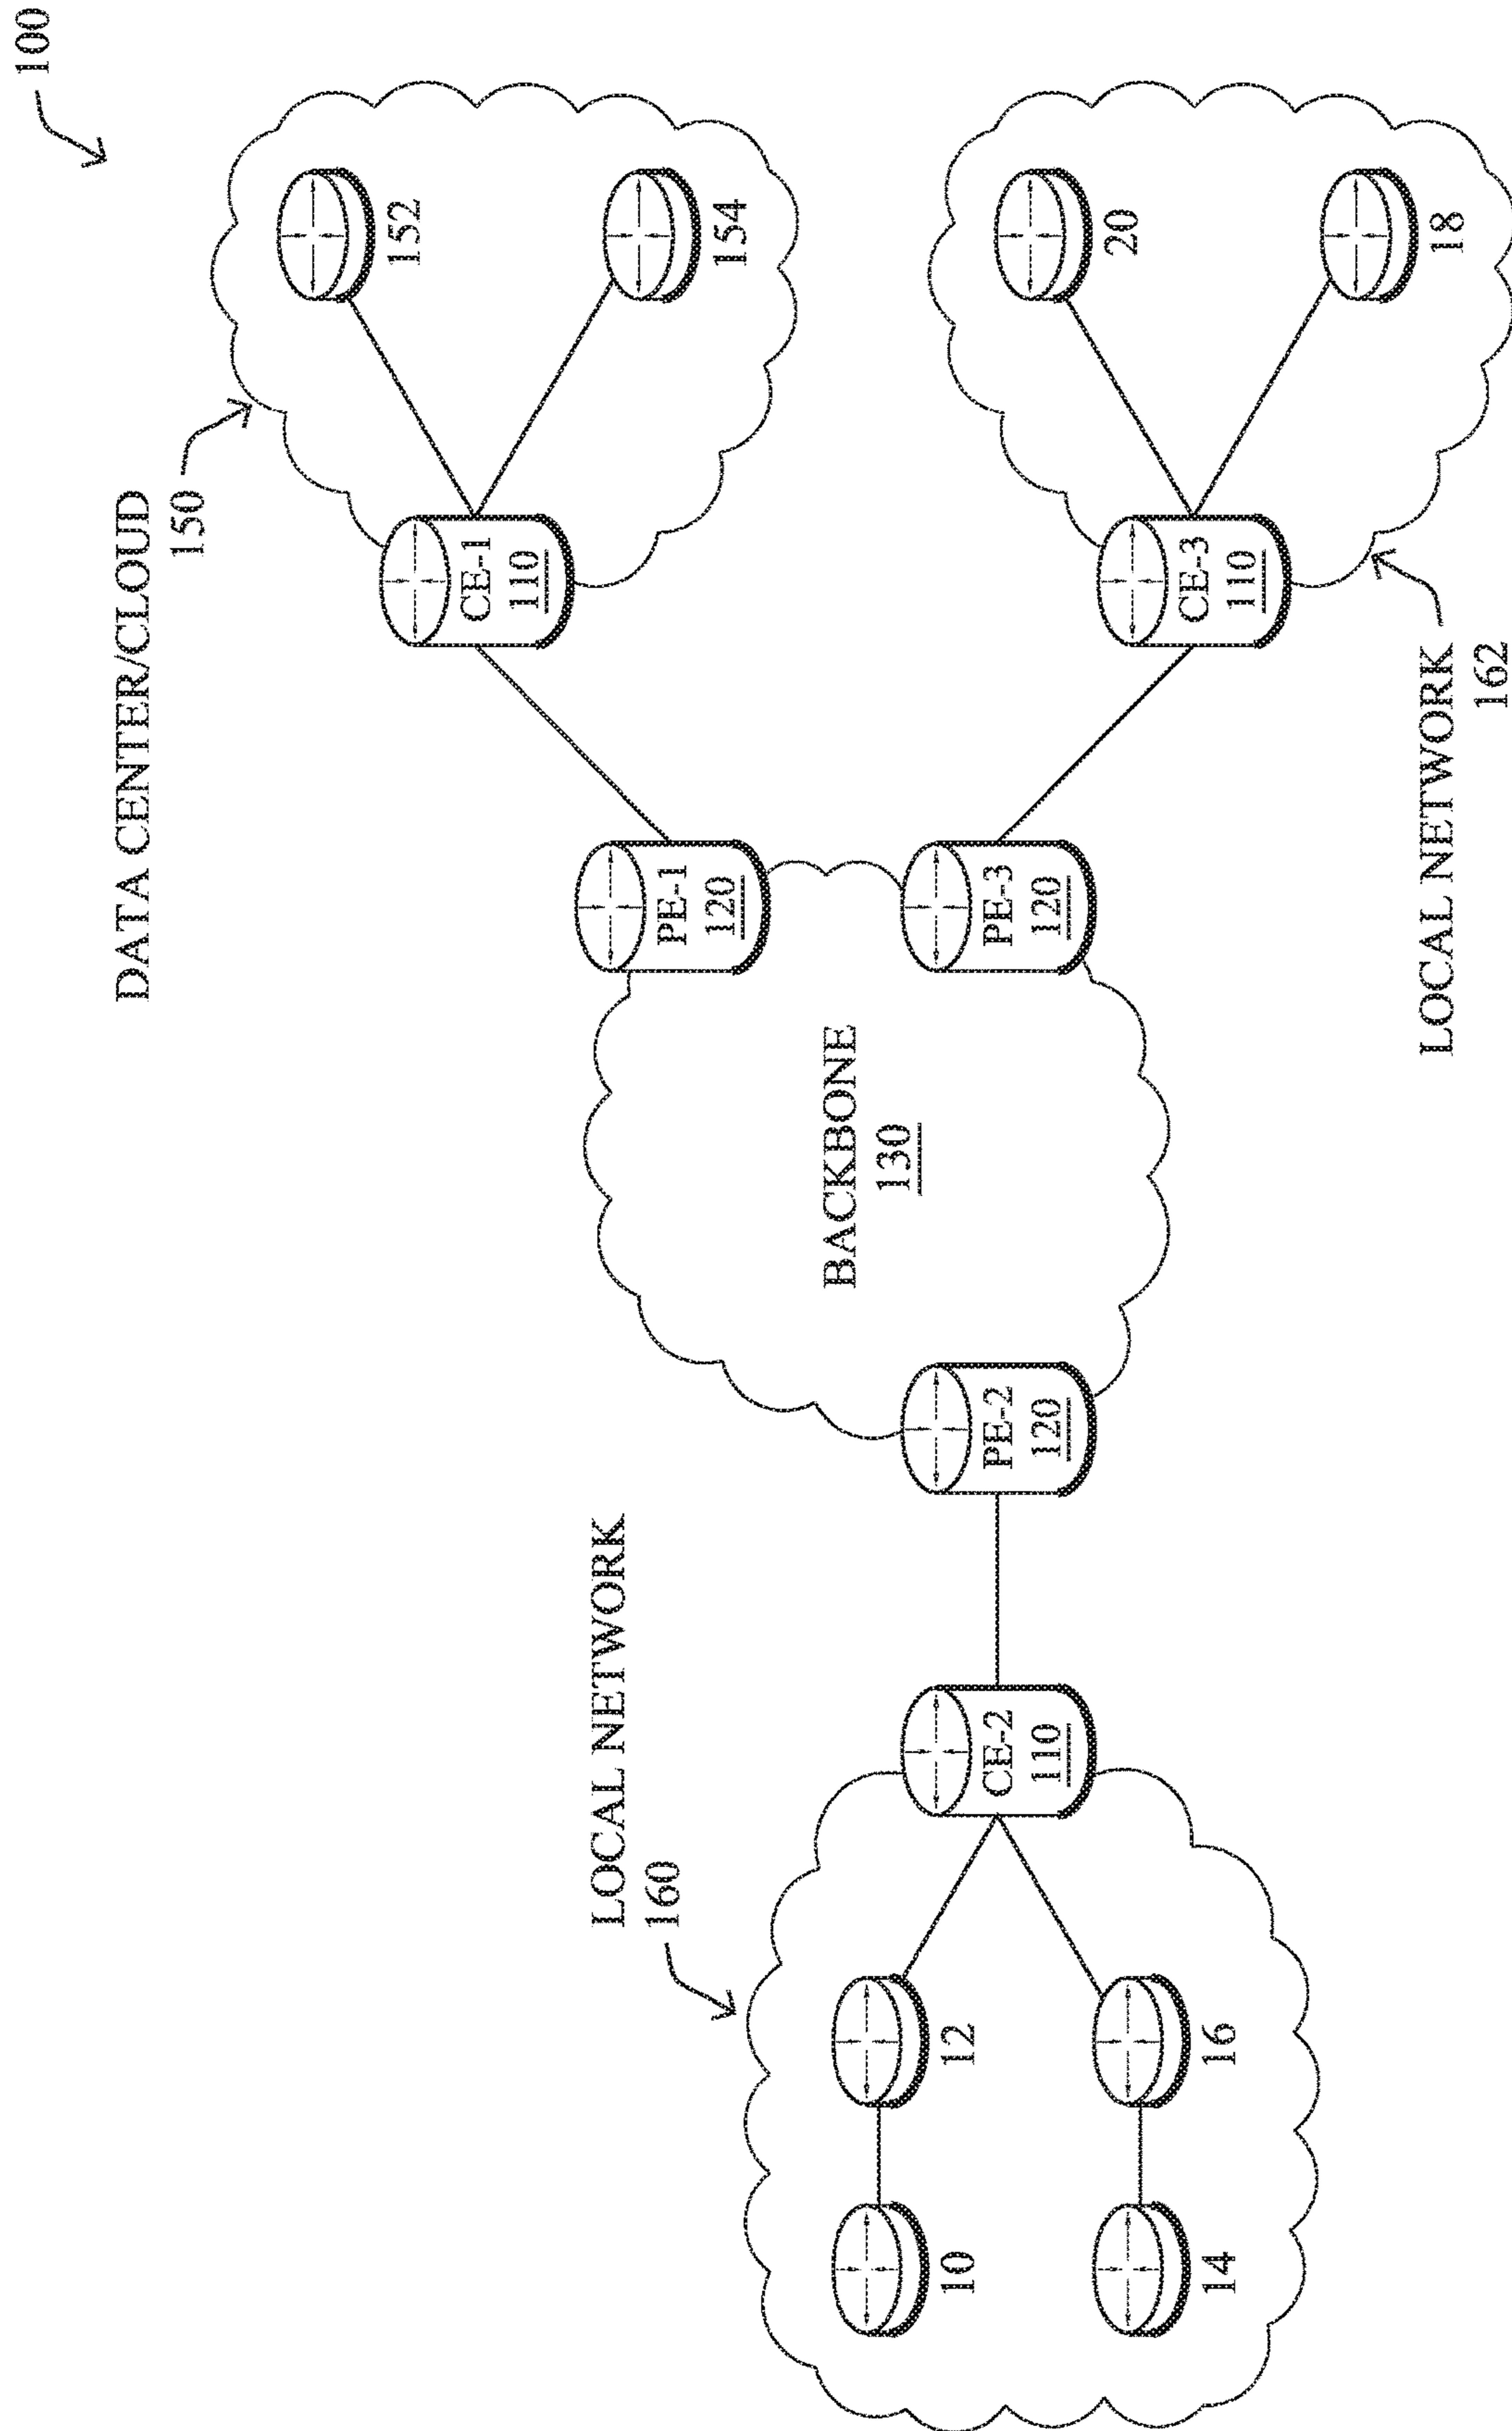 100
DATA CENTER/CLOUD
150
152
CE-1
110
154
PE-1
120
LOCAL NETWORK
160
BACKBONE
130
12
10
CE-2
110
PE-2
120
PE-3
120
20
CE-3
110
16
14
18
LOCAL NETWORK
162